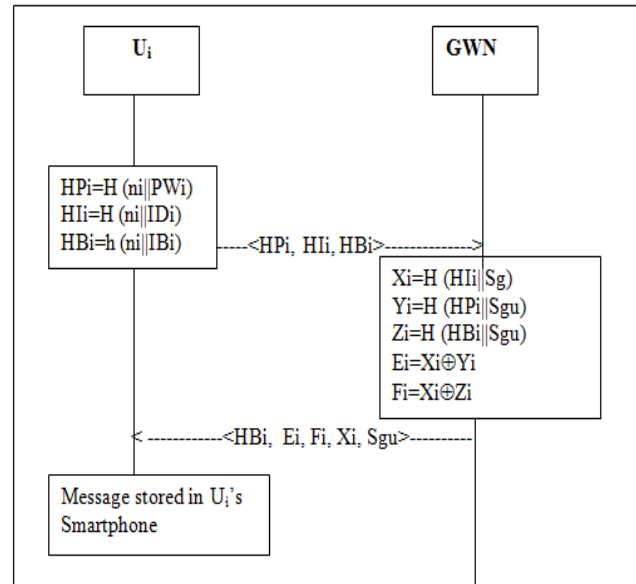 Ui
GWN
HPi=H (ni||PWi)
HIi=H (ni||IDi)
HBi=h (ni||IBi)
-----<HPi, HIi, HBi>-------------->
Xi=H (HIi||Sg)
Yi=H (HPi||Sgu)
Zi=H (HBi||Sgu)
Ei=Xi⊕Yi
Fi=Xi⊕Zi
< ------------<HBi, Ei, Fi, Xi, Sgu>----------
Message stored in Ui's
Smartphone